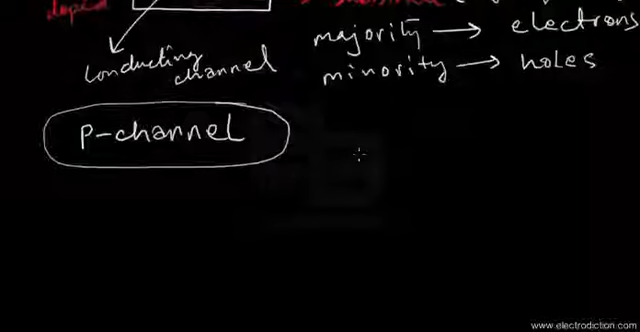 majority → electrons
conducting channel
minority → holes
P-channel
www.electrodiction.com